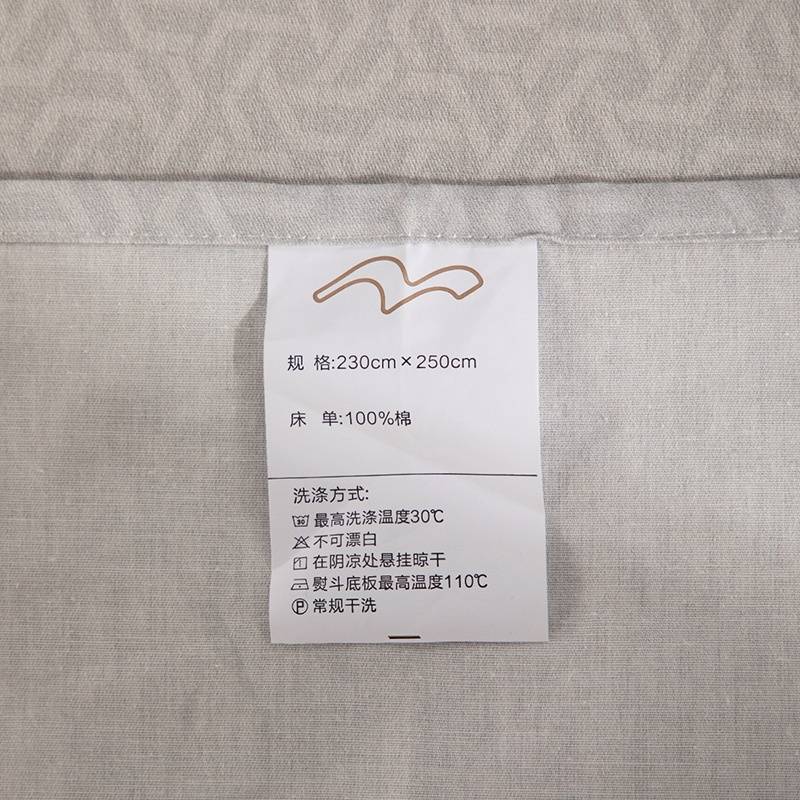 规 格:230cm×250cm
床 单:100%棉
洗涤方式:
30 最高洗涤温度30℃
不可漂白
在阴凉处悬挂晾干
熨斗底板最高温度110℃
P 常规干洗